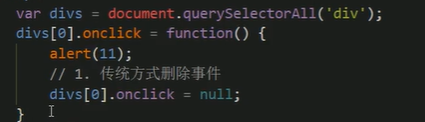 var divs = document.querySelectorAll('div');
divs[0].onclick = function() {
alert(11);
// 1. 传统方式删除事件
divs[0].onclick = null;
}